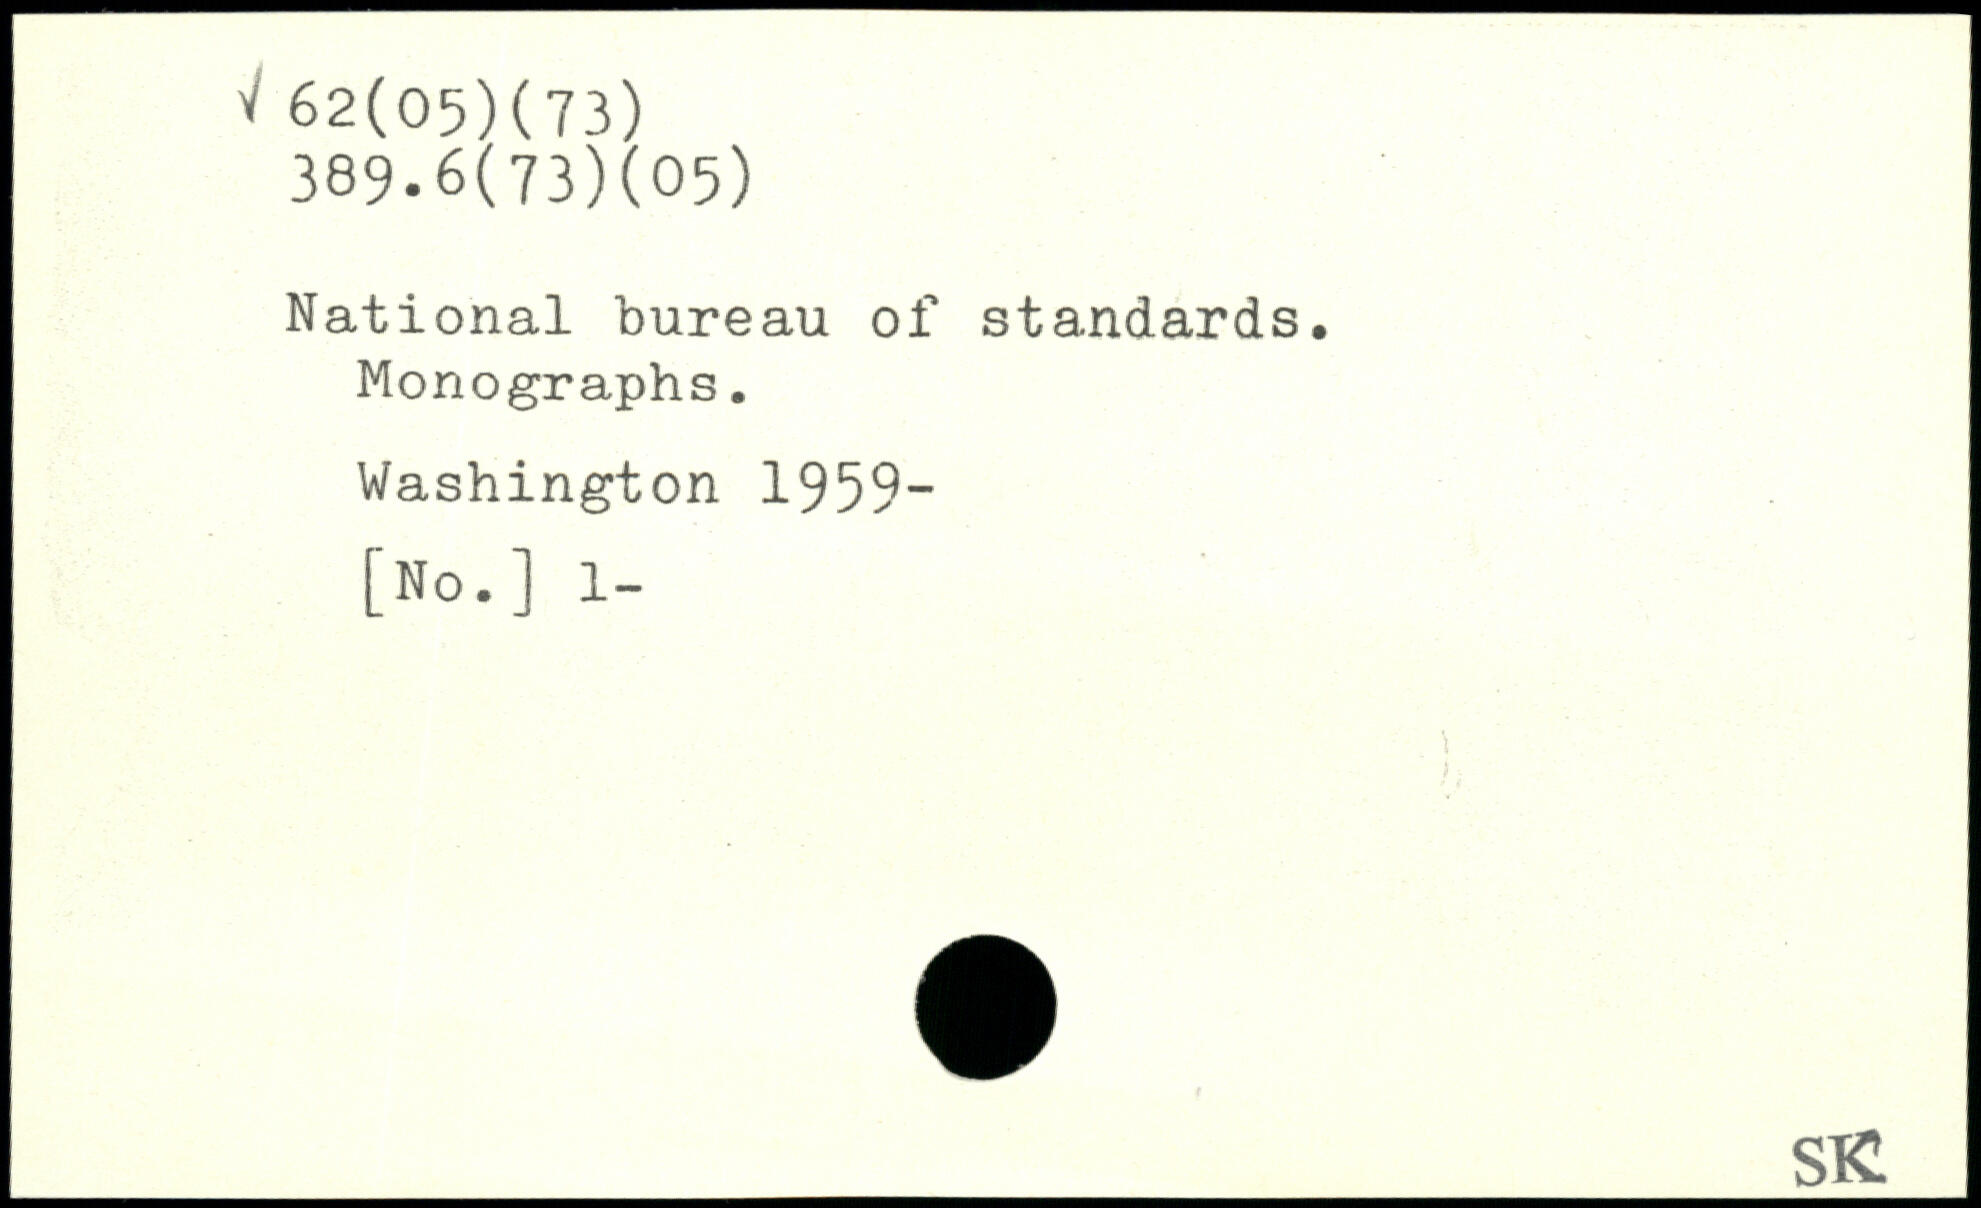 √ 62(05)(73)
389.6(73)(05)
National bureau of standards.
Monographs.
Washington 1959-
[No.] 1-
SK